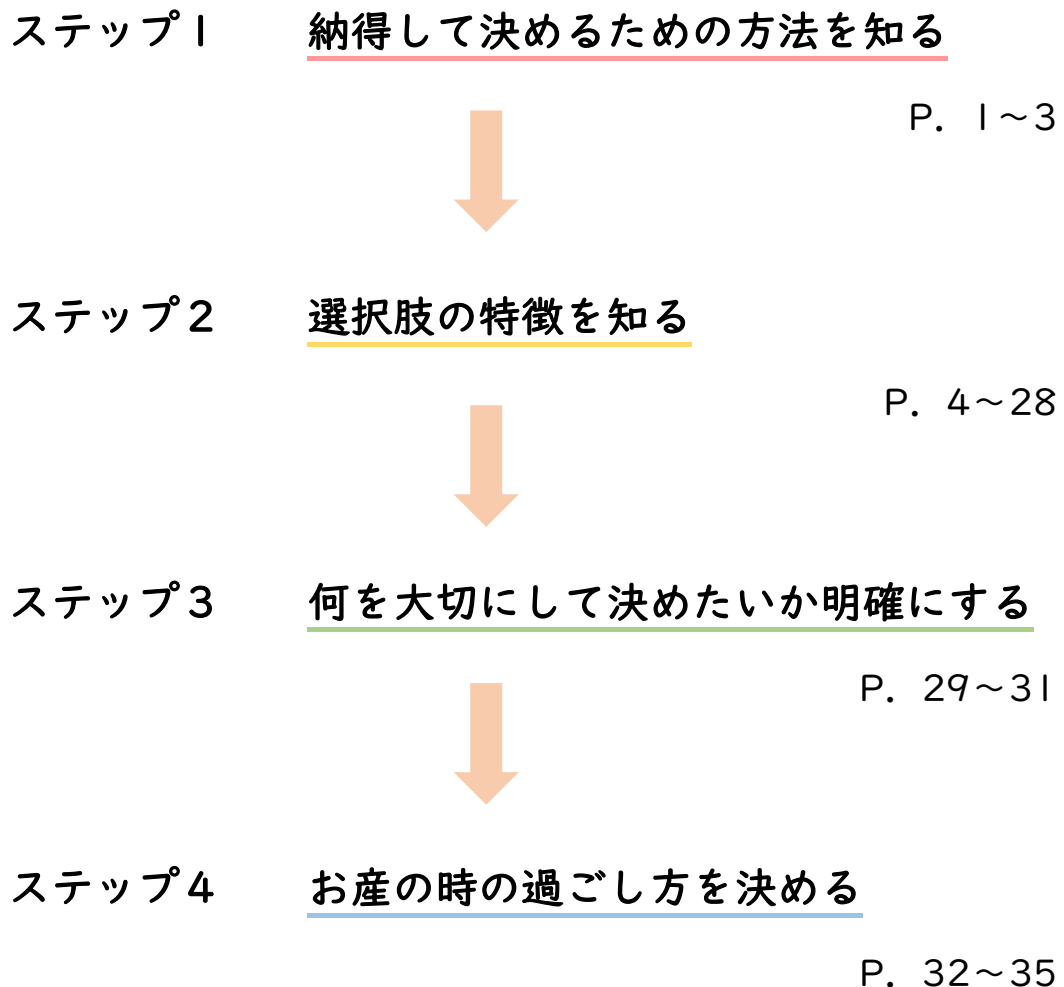 ステップ1 納得して決めるための方法を知る
P. 1～3
ステップ2 選択肢の特徴を知る
P. 4～28
ステップ3 何を大切にして決めたいか明確にする
P. 29～31
ステップ4 お産の時の過ごし方を決める
P. 32～35